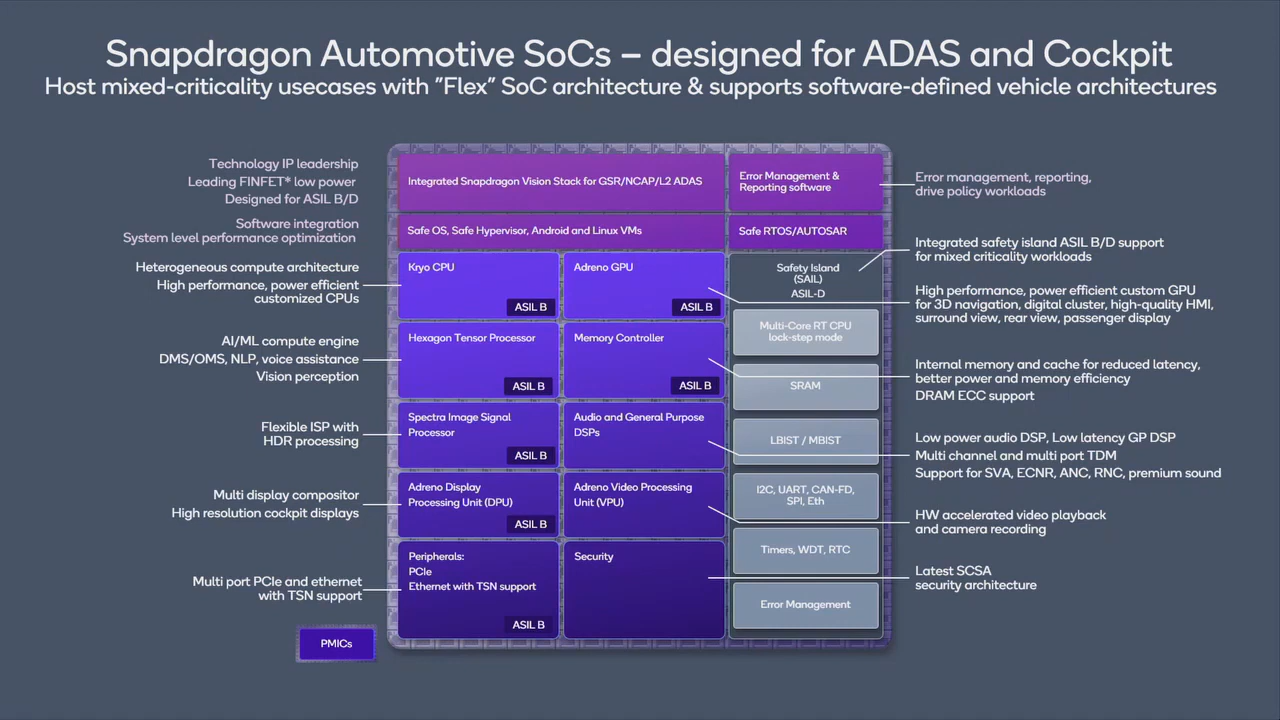 Snapdragon Automotive SoCs – designed for ADAS and Cockpit
Host mixed-criticality usecases with ”Flex” SoC architecture & supports software-defined vehicle architectures
Technology IP leadership
Leading FINFET* low power
Designed for ASIL B/D
Software integration
System level performance optimization
Heterogeneous compute architecture
High performance, power efficient
customized CPUs
AI/ML compute engine
DMS/OMS, NLP, voice assistance
Vision perception
Flexible ISP with
HDR processing
Multi display compositor
High resolution cockpit displays
Multi port PCIe and ethernet
with TSN support
PMICs
Integrated Snapdragon Vision Stack for GSR/NCAP/L2 ADAS
Error Management &
Reporting software
Safe OS, Safe Hypervisor, Android and Linux VMs
Safe RTOS/AUTOSAR
Kryo CPU
ASIL B
Adreno GPU
ASIL B
Hexagon Tensor Processor
ASIL B
Memory Controller
ASIL B
Spectra Image Signal
Processor
ASIL B
Audio and General Purpose
DSPs
Adreno Display
Processing Unit (DPU)
ASIL B
Adreno Video Processing
Unit (VPU)
Peripherals:
PCIe
Ethernet with TSN support
ASIL B
Security
Safety Island
(SAIL)
ASIL-D
Multi-Core RT CPU
lock-step mode
SRAM
LBIST / MBIST
I2C, UART, CAN-FD,
SPI, Eth
Timers, WDT, RTC
Error Management
Error management, reporting,
drive policy workloads
Integrated safety island ASIL B/D support
for mixed criticality workloads
High performance, power efficient custom GPU
for 3D navigation, digital cluster, high-quality HMI,
surround view, rear view, passenger display
Internal memory and cache for reduced latency,
better power and memory efficiency
DRAM ECC support
Low power audio DSP, Low latency GP DSP
Multi channel and multi port TDM
Support for SVA, ECNR, ANC, RNC, premium sound
HW accelerated video playback
and camera recording
Latest SCSA
security architecture